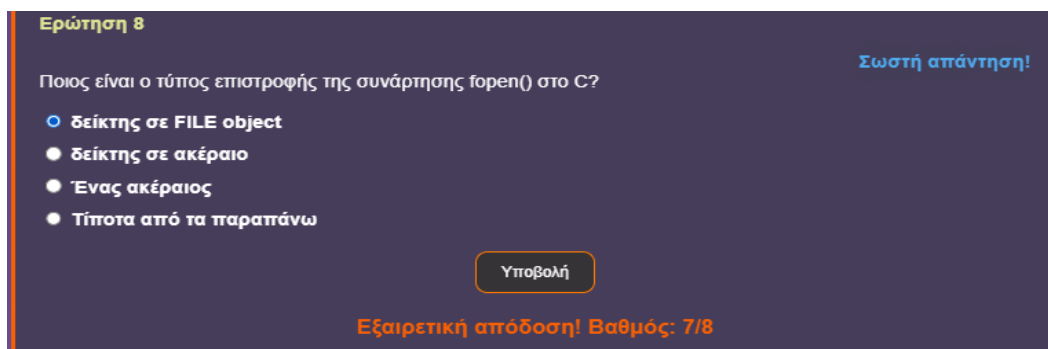 Ερώτηση 8
Σωστή απάντηση!
Ποιος είναι ο τύπος επιστροφής της συνάρτησης fopen() στο C?
δείκτης σε FILE object
δείκτης σε ακέραιο
Ένας ακέραιος
Τίποτα από τα παραπάνω
Υποβολή
Εξαιρετική απόδοση! Βαθμός: 7/8